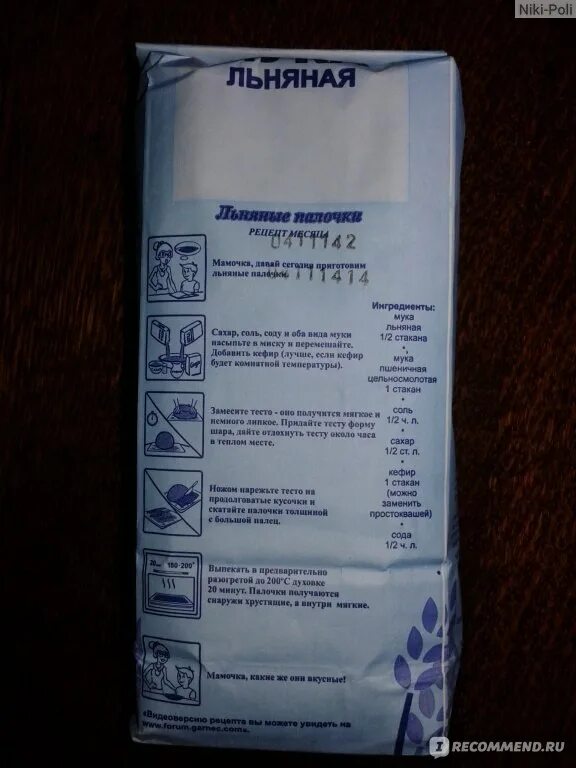 Niki-Poli
ЛЬНЯНАЯ
Льняные палочки
РЕЦЕПТ МЕСЯЦА
0411142
Мамочка, давай сегодня приготовим
льняные палочки.
111414
Сахар, соль, соду и оба вида муки
насыпьте в миску и перемешайте.
Добавить кефир (лучше, если кефир
будет комнатной температуры).
Замесите тесто - оно получится мягкое и
немного липкое. Придайте тесту форму
шара, дайте отдохнуть тесту около часа
в теплом месте.
Ножом нарежьте тесто на
продолговатые кусочки и
скатайте палочки толщиной
с большой палец.
20 180-200°
Выпекать в предварительно
разогретой до 200°С духовке
20 минут. Палочки получаются
снаружи хрустящие, а внутри мягкие.
Мамочка, какие же они вкусные!
«Видеоверсию рецепта вы можете увидеть на
www.forum.garnec.com».
Ингредиенты:
мука
льняная
1/2 стакана
•
мука
пшеничная
цельносмолотая
1 стакан
•
соль
1/2 ч. л.
•
сахар
1/2 ст. л.
•
кефир
1 стакан
(можно
заменить
простоквашей)
•
сода
1/2 ч. л.
I RECOMMEND.RU